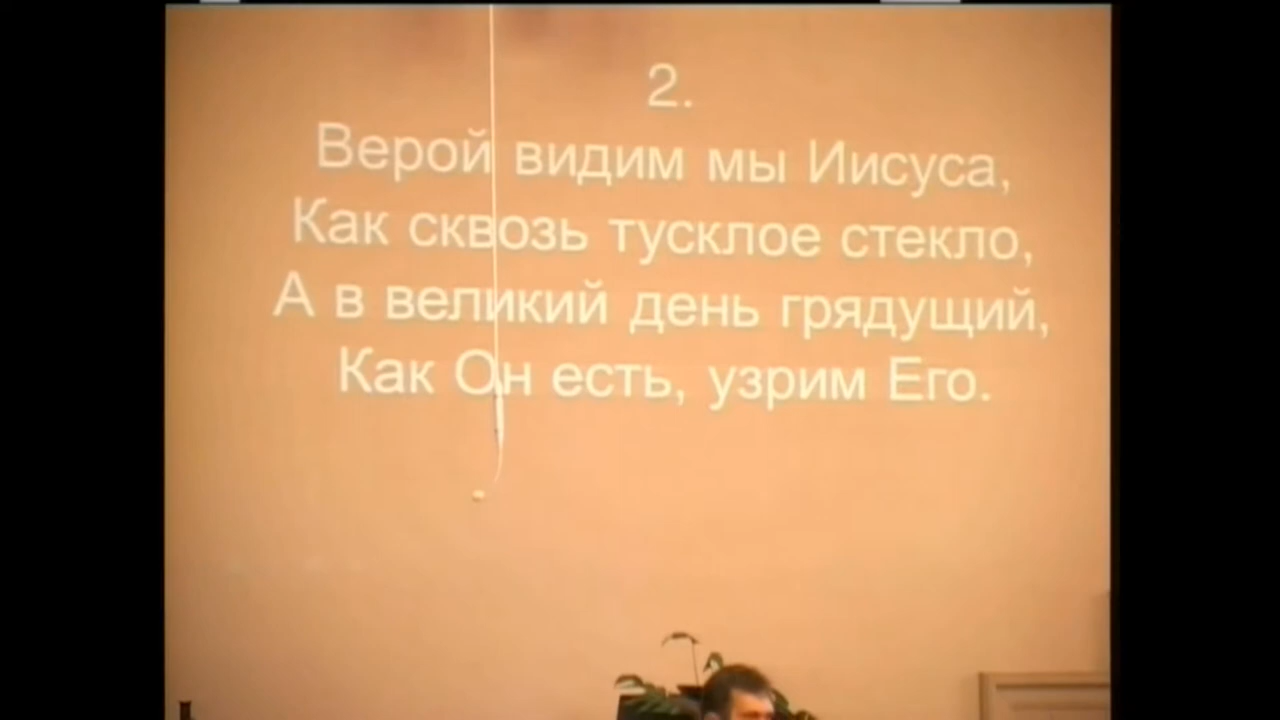 2.
Верой видим мы Иисуса,
Как сквозь тусклое стекло,
А в великий день грядущий,
Как Он есть, узрим Его.